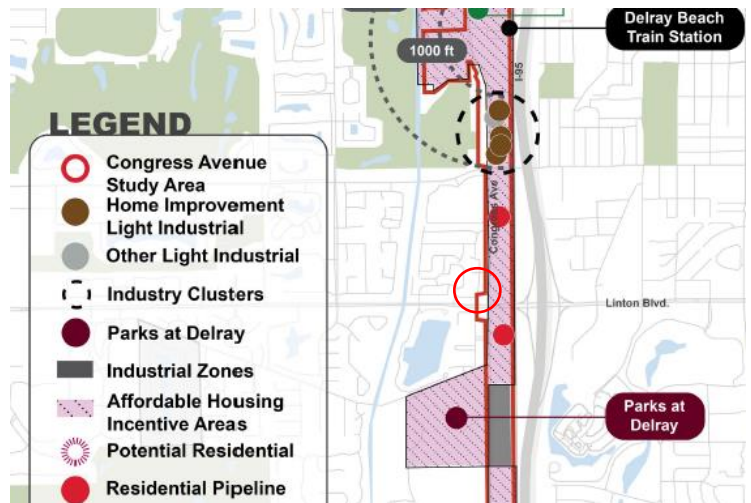 Delray Beach
Train Station
1000 ft
I-95
LEGEND
Congress Avenue
Study Area
Home Improvement
Light Industrial
Other Light Industrial
Industry Clusters
Parks at Delray
Industrial Zones
Affordable Housing
Incentive Areas
Potential Residential
Residential Pipeline
Congress Ave
Linton Blvd.
Parks at
Delray